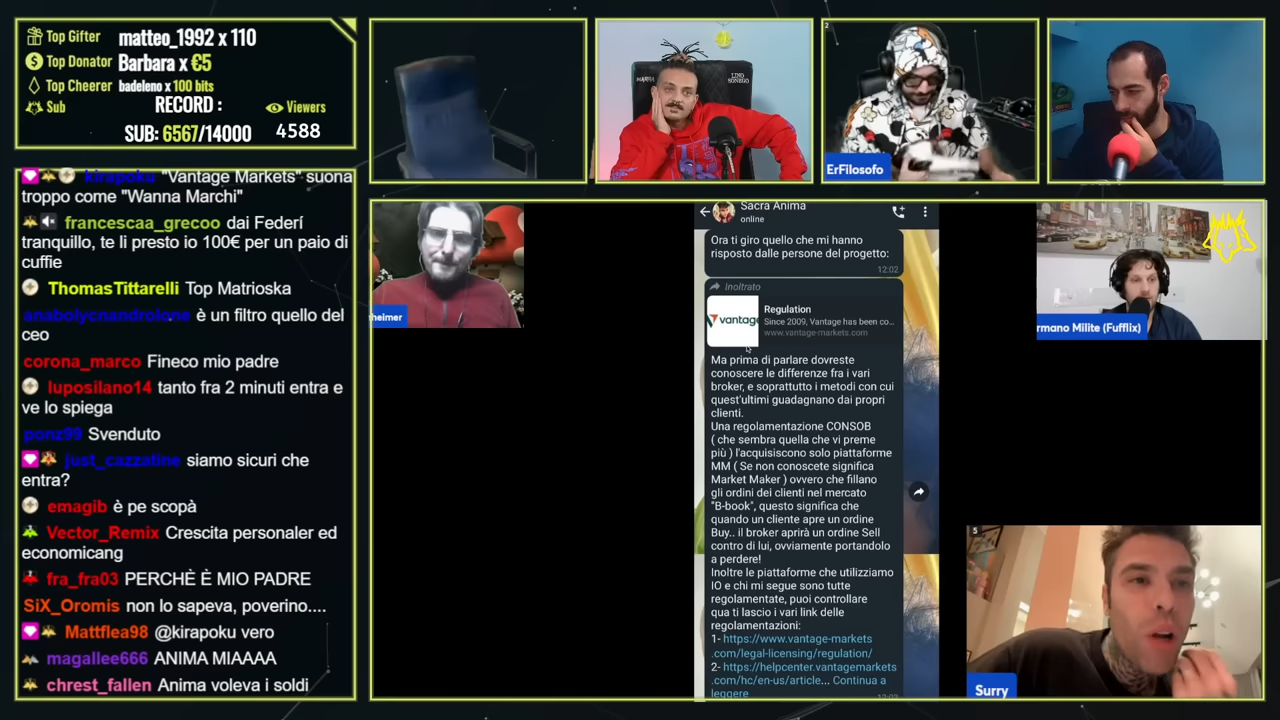 Top Gifter matteo_1992 x 110
Top Donator Barbara x €5
Top Cheerer badeleno x 100 bits
Sub RECORD : Viewers
SUB: 6567/14000 4588
kirapoku "Vantage Markets" suona
troppo come "Wanna Marchi"
francescaa_grecoo dai Federí
tranquillo, te li presto io 100€ per un paio di
cuffie
ThomasTittarelli Top Matrioska
anabolycnandrolone è un filtro quello del
ceo
corona_marco Fineco mio padre
luposilano14 tanto fra 2 minuti entra e
ve lo spiega
ponz99 Svenduto
just_cazzatine siamo sicuri che
entra?
emagib è pe scopà
Vector_Remix Crescita personaler ed
economicang
fra_fra03 PERCHÈ È MIO PADRE
SiX_Oromis non lo sapeva, poverino....
Mattflea98 @kirapoku vero
magallee666 ANIMA MIAAAA
chrest_fallen Anima voleva i soldi
2
ErFilosofo
heimer
Sacra Anima
online
Ora ti giro quello che mi hanno
risposto dalle persone del progetto:
12:02
Inoltrato
vantage
Regulation
Since 2009, Vantage has been co...
www.vantage-markets.com
Ma prima di parlare dovreste
conoscere le differenze fra i vari
broker, e soprattutto i metodi con cui
quest'ultimi guadagnano dai propri
clienti.
Una regolamentazione CONSOB
( che sembra quella che vi preme
più ) l'acquisiscono solo piattaforme
MM ( Se non conoscete significa
Market Maker ) ovvero che fillano
gli ordini dei clienti nel mercato
"B-book", questo significa che
quando un cliente apre un ordine
Buy.. il broker aprirà un ordine Sell
contro di lui, ovviamente portandolo
a perdere!
Inoltre le piattaforme che utilizziamo
IO e chi mi segue sono tutte
regolamentate, puoi controllare
qua ti lascio i vari link delle
regolamentazioni:
1- https://www.vantage-markets
.com/legal-licensing/regulation/
2- https://helpcenter.vantagemarkets
.com/hc/en-us/article... Continua a
leggere
12:03
rmano Milite (Fufflix)
5
Surry